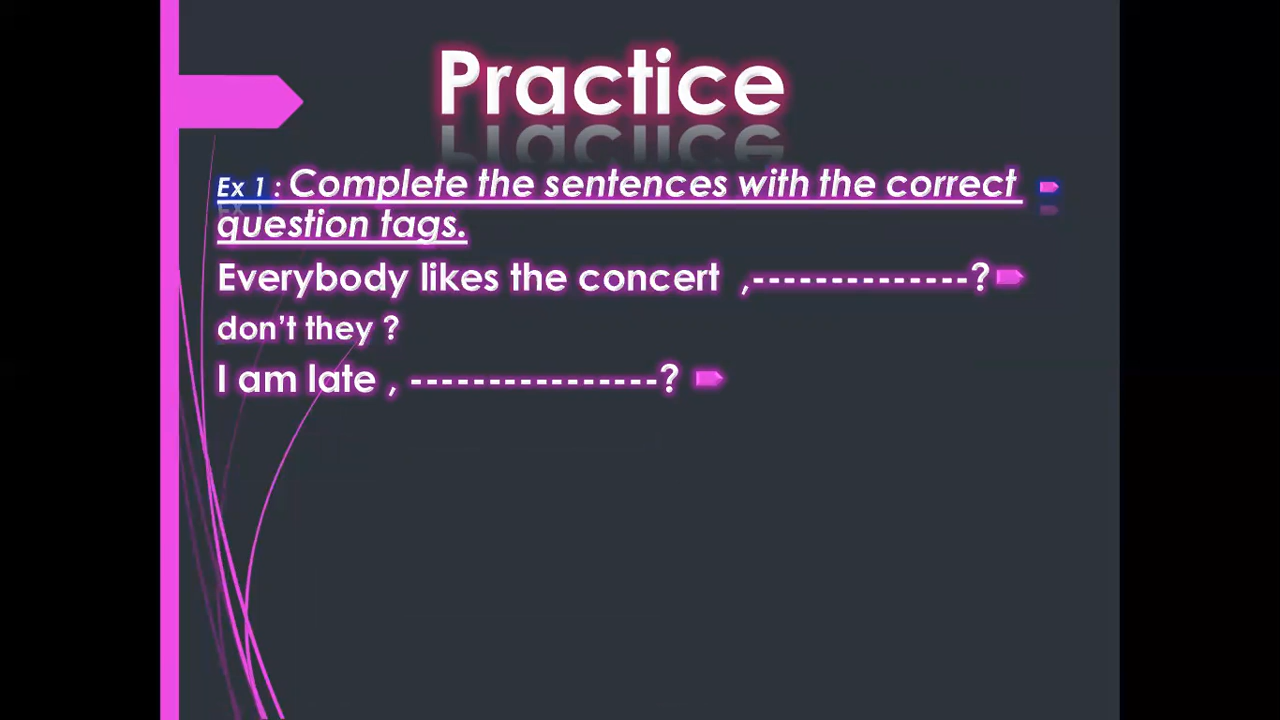 Practice
Ex 1 : Complete the sentences with the correct
question tags.
Everybody likes the concert ,--------------?
don't they ?
I am late , ----------------?